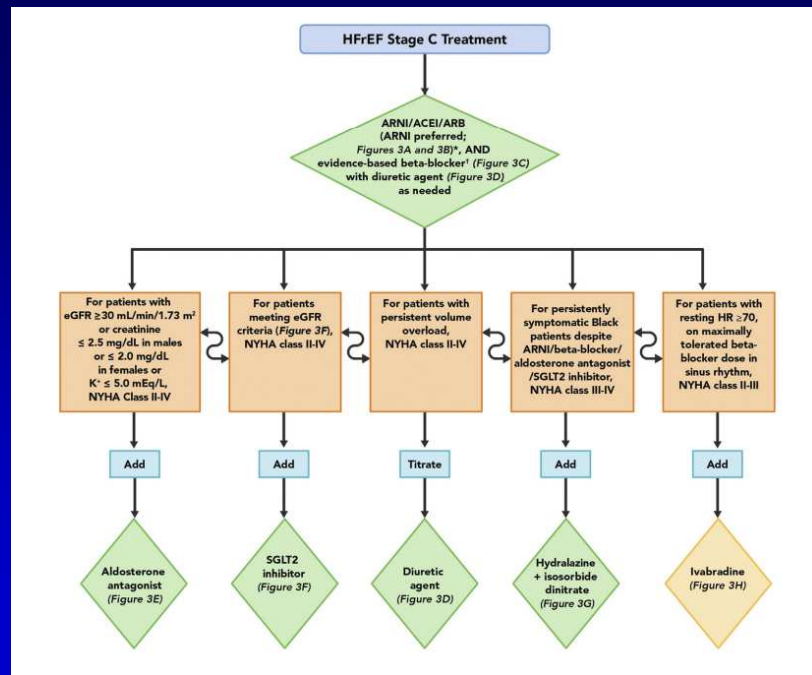 HFrEF Stage C Treatment
ARNI/ACEI/ARB
(ARNI preferred;
Figures 3A and 3B)*, AND
evidence-based beta-blocker† (Figure 3C)
with diuretic agent (Figure 3D)
as needed
For patients with
eGFR ≥30 mL/min/1.73 m²
or creatinine
≤ 2.5 mg/dL in males
or ≤ 2.0 mg/dL
in females or
K⁺ ≤ 5.0 mEq/L,
NYHA Class II-IV
For patients
meeting eGFR
criteria (Figure 3F),
NYHA class II-IV
For patients with
persistent volume
overload,
NYHA class II-IV
For persistently
symptomatic Black
patients despite
ARNI/beta-blocker/
aldosterone antagonist
/SGLT2 inhibitor,
NYHA class III-IV
For patients with
resting HR ≥70,
on maximally
tolerated beta-
blocker dose in
sinus rhythm,
NYHA class II-III
Add
Add
Titrate
Add
Add
Aldosterone
antagonist
(Figure 3E)
SGLT2
inhibitor
(Figure 3F)
Diuretic
agent
(Figure 3D)
Hydralazine
+ isosorbide
dinitrate
(Figure 3G)
Ivabradine
(Figure 3H)